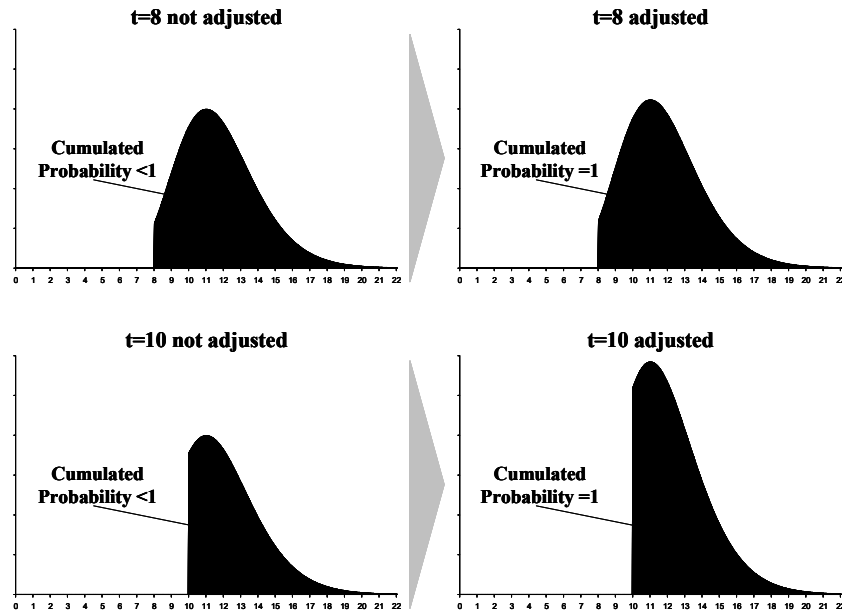 t=8 not adjusted
t=8 adjusted
Cumulated
Probability <1
Cumulated
Probability =1
0 1 2 3 4 5 6 7 8 9 10 11 12 13 14 15 16 17 18 19 20 21 22
0 1 2 3 4 5 6 7 8 9 10 11 12 13 14 15 16 17 18 19 20 21 22
t=10 not adjusted
t=10 adjusted
Cumulated
Probability <1
Cumulated
Probability =1
0 1 2 3 4 5 6 7 8 9 10 11 12 13 14 15 16 17 18 19 20 21 22
0 1 2 3 4 5 6 7 8 9 10 11 12 13 14 15 16 17 18 19 20 21 22